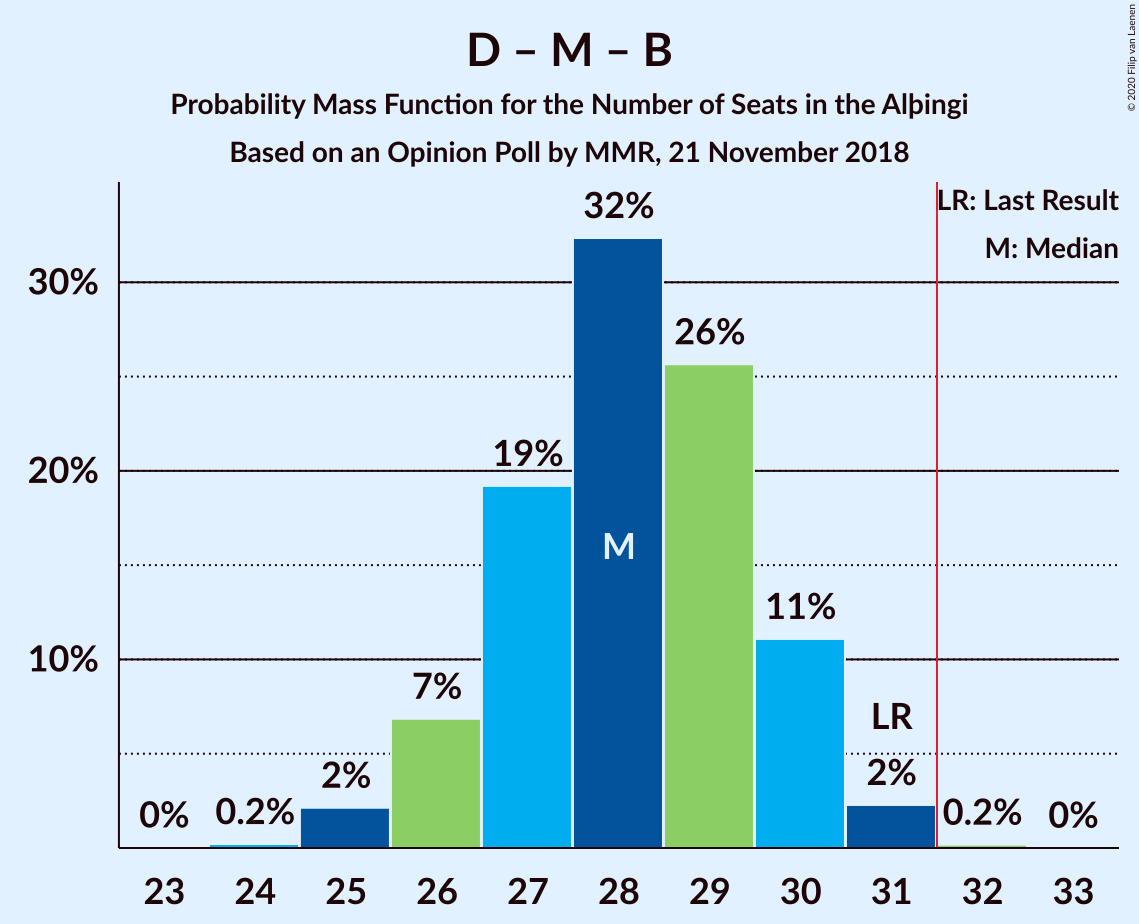 D – M – B
Probability Mass Function for the Number of Seats in the Alþingi
Based on an Opinion Poll by MMR, 21 November 2018
© 2020 Filip van Laenen
LR: Last Result
M: Median
30%
20%
10%
0%
0.2%
2%
7%
19%
32%
M
26%
11%
LR
2%
0.2%
0%
23 24 25 26 27 28 29 30 31 32 33